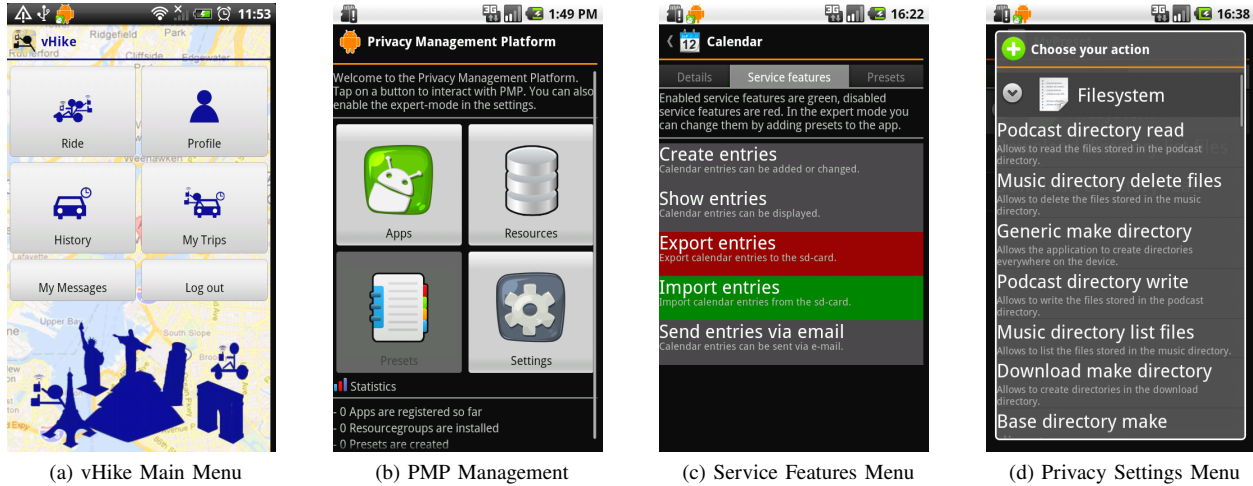 11:53
vHike
Ridgefield
Park
Rutherford
Cliffside
Edgewater
Ride
Profile
Weehawken
History
My Trips
Lafayette
My Messages
Log out
Upper Bay
South Slope
(a) vHike Main Menu
3G
1:49 PM
Privacy Management Platform
Welcome to the Privacy Management Platform.
Tap on a button to interact with PMP. You can also
enable the expert-mode in the settings.
Apps
Resources
Presets
Settings
Statistics
- 0 Apps are registered so far
- 0 Resourcegroups are installed
- 0 Presets are created
(b) PMP Management
3G
16:22
12 Calendar
Details
Service features
Presets
Enabled service features are green, disabled
service features are red. In the expert mode you
can change them by adding presets to the app.
Create entries
Calendar entries can be added or changed.
Show entries
Calendar entries can be displayed.
Export entries
Export calendar entries to the sd-card.
Import entries
Import calendar entries from the sd-card.
Send entries via email
Calendar entries can be sent via e-mail.
(c) Service Features Menu
3G
16:38
Choose your action
Filesystem
Podcast directory read
Allows to read the files stored in the podcast
directory.
Music directory delete files
Allows to delete the files stored in the music
directory.
Generic make directory
Allows the application to create directories
everywhere on the device.
Podcast directory write
Allows to write the files stored in the podcast
directory.
Music directory list files
Allows to list the files stored in the music directory.
Download make directory
Allows to create directories in the download
directory.
Base directory make
(d) Privacy Settings Menu